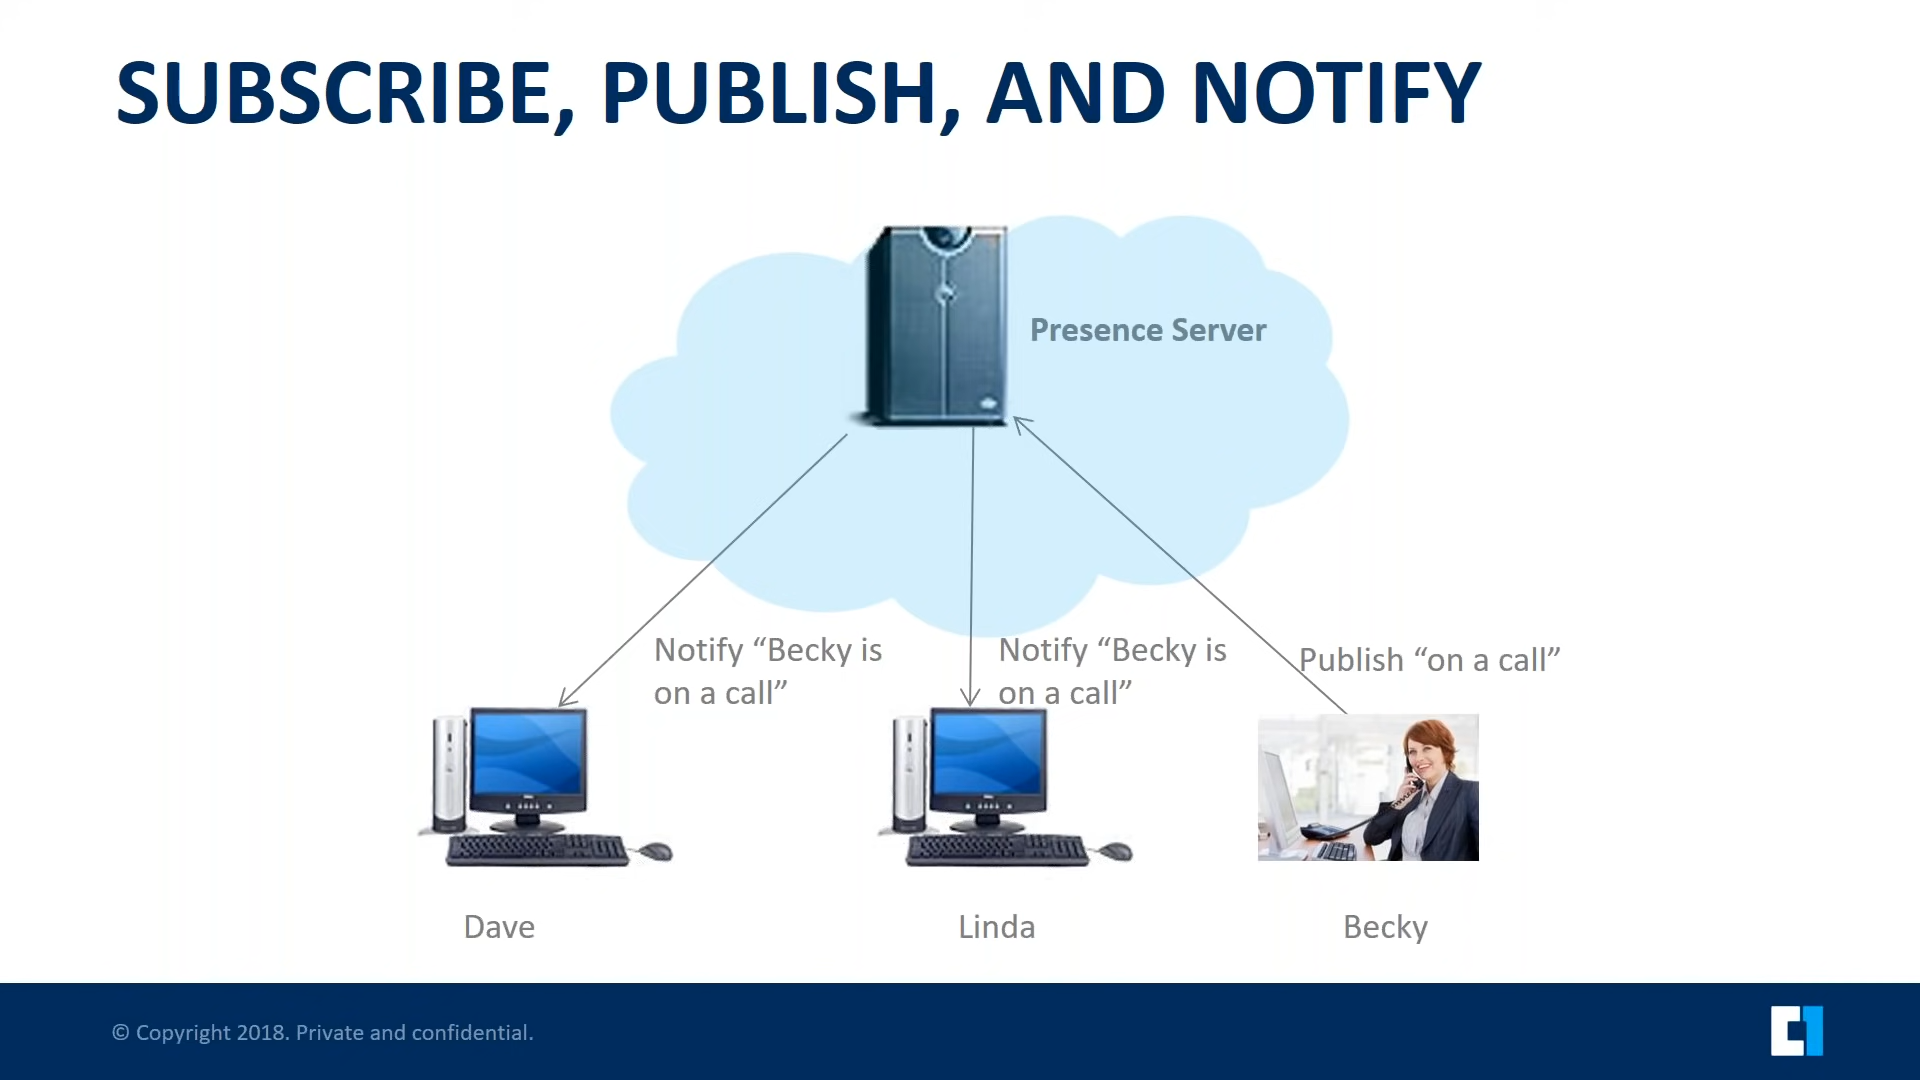 SUBSCRIBE, PUBLISH, AND NOTIFY
Presence Server
Notify “Becky is
on a call”
Notify “Becky is
on a call”
Publish “on a call”
Dave
Linda
Becky
© Copyright 2018. Private and confidential.